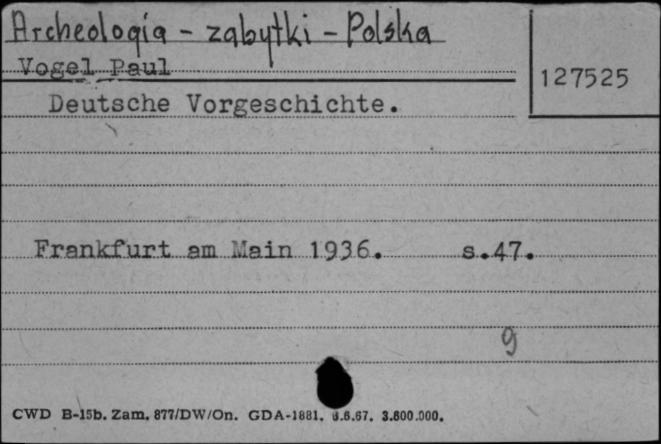 Archeologia - zabytki - Polska
Vogel Paul
127525
Deutsche Vorgeschichte.
Frankfurt am Main 1936. s.47.
9
CWD B-15b. Zam. 877/DW/On. GDA-1881. 6.6.67. 3.800.000.